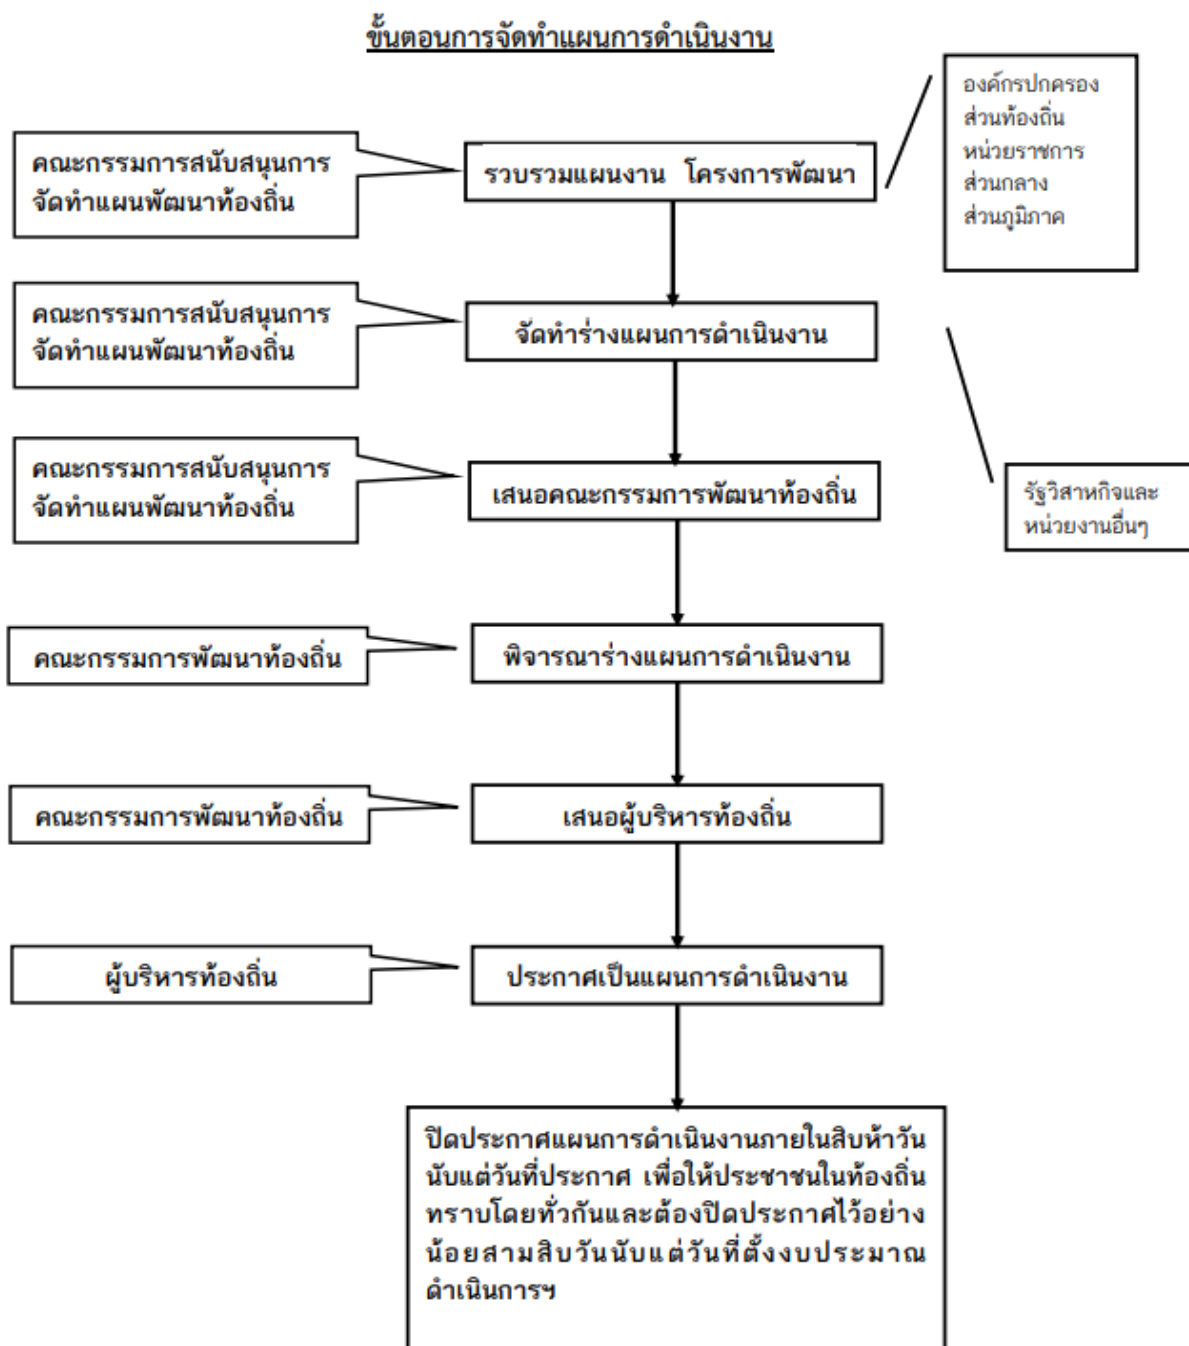 ขั้นตอนการจัดทำแผนการดำเนินงาน
องค์กรปกครอง
ส่วนท้องถิ่น
หน่วยราชการ
ส่วนกลาง
ส่วนภูมิภาค
คณะกรรมการสนับสนุนการ
จัดทำแผนพัฒนาท้องถิ่น
รวบรวมแผนงาน โครงการพัฒนา
คณะกรรมการสนับสนุนการ
จัดทำแผนพัฒนาท้องถิ่น
จัดทำร่างแผนการดำเนินงาน
คณะกรรมการสนับสนุนการ
จัดทำแผนพัฒนาท้องถิ่น
เสนอคณะกรรมการพัฒนาท้องถิ่น
รัฐวิสาหกิจและ
หน่วยงานอื่นๆ
คณะกรรมการพัฒนาท้องถิ่น
พิจารณาร่างแผนการดำเนินงาน
คณะกรรมการพัฒนาท้องถิ่น
เสนอผู้บริหารท้องถิ่น
ผู้บริหารท้องถิ่น
ประกาศเป็นแผนการดำเนินงาน
ปิดประกาศแผนการดำเนินงานภายในสิบห้าวัน
นับแต่วันที่ประกาศ เพื่อให้ประชาชนในท้องถิ่น
ทราบโดยทั่วกันและต้องปิดประกาศไว้อย่าง
น้อยสามสิบวันนับแต่วันที่ตั้งงบประมาณ
ดำเนินการฯ